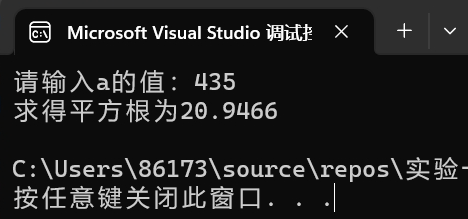 Microsoft Visual Studio 调试
请输入a的值: 435
求得平方根为20.9466
C:\Users\86173\source\repos\实验
按任意键关闭此窗口. . .